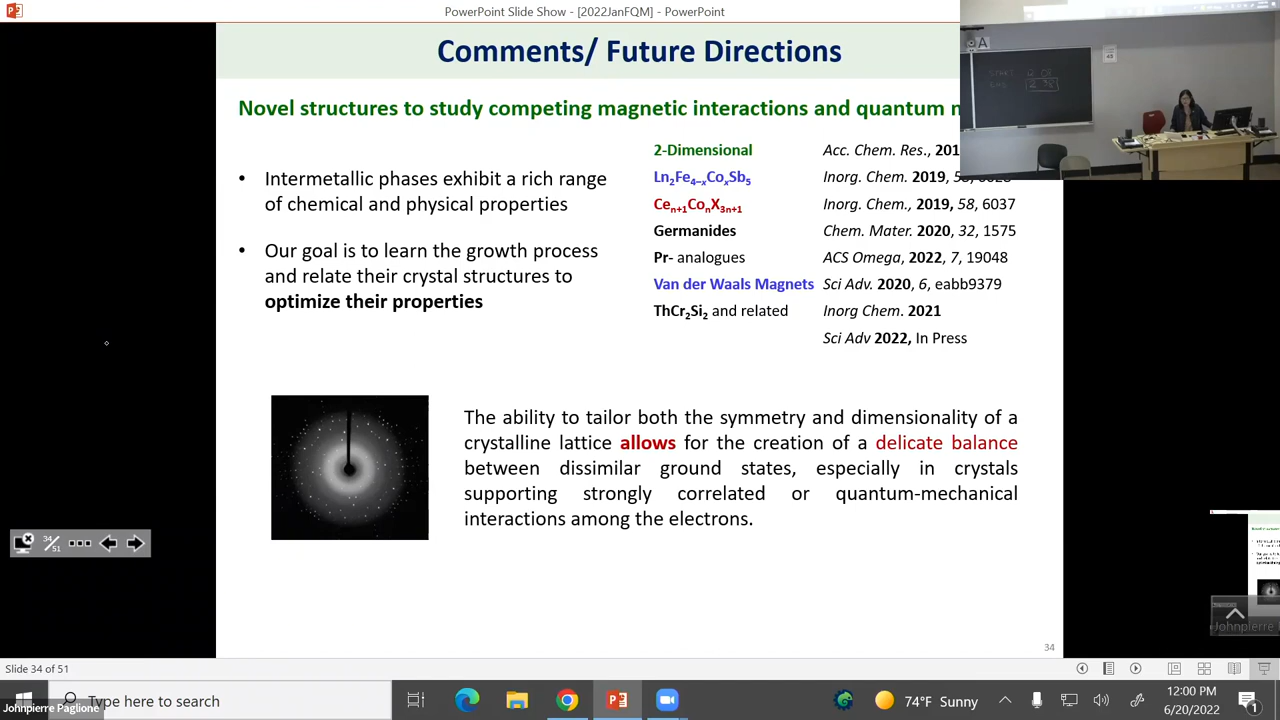 PowerPoint Slide Show - [2022JanFQM] - PowerPoint
Comments/ Future Directions
Novel structures to study competing magnetic interactions and quantum
• Intermetallic phases exhibit a rich range
of chemical and physical properties
• Our goal is to learn the growth process
and relate their crystal structures to
optimize their properties
2-Dimensional Acc. Chem. Res., 201
Ln₂Fe₄₋ₓCoₓSb₅ Inorg. Chem. 2019,
Ceₙ₊₁CoₙX₃ₙ₊₁ Inorg. Chem., 2019, 58, 6037
Germanides Chem. Mater. 2020, 32, 1575
Pr- analogues ACS Omega, 2022, 7, 19048
Van der Waals Magnets Sci Adv. 2020, 6, eabb9379
ThCr₂Si₂ and related Inorg Chem. 2021
Sci Adv 2022, In Press
The ability to tailor both the symmetry and dimensionality of a
crystalline lattice allows for the creation of a delicate balance
between dissimilar ground states, especially in crystals
supporting strongly correlated or quantum-mechanical
interactions among the electrons.
34/51
34
A
Johnpierre
Slide 34 of 51
Type here to search
74°F Sunny
12:00 PM
6/20/2022
1
Johnpierre Paglione